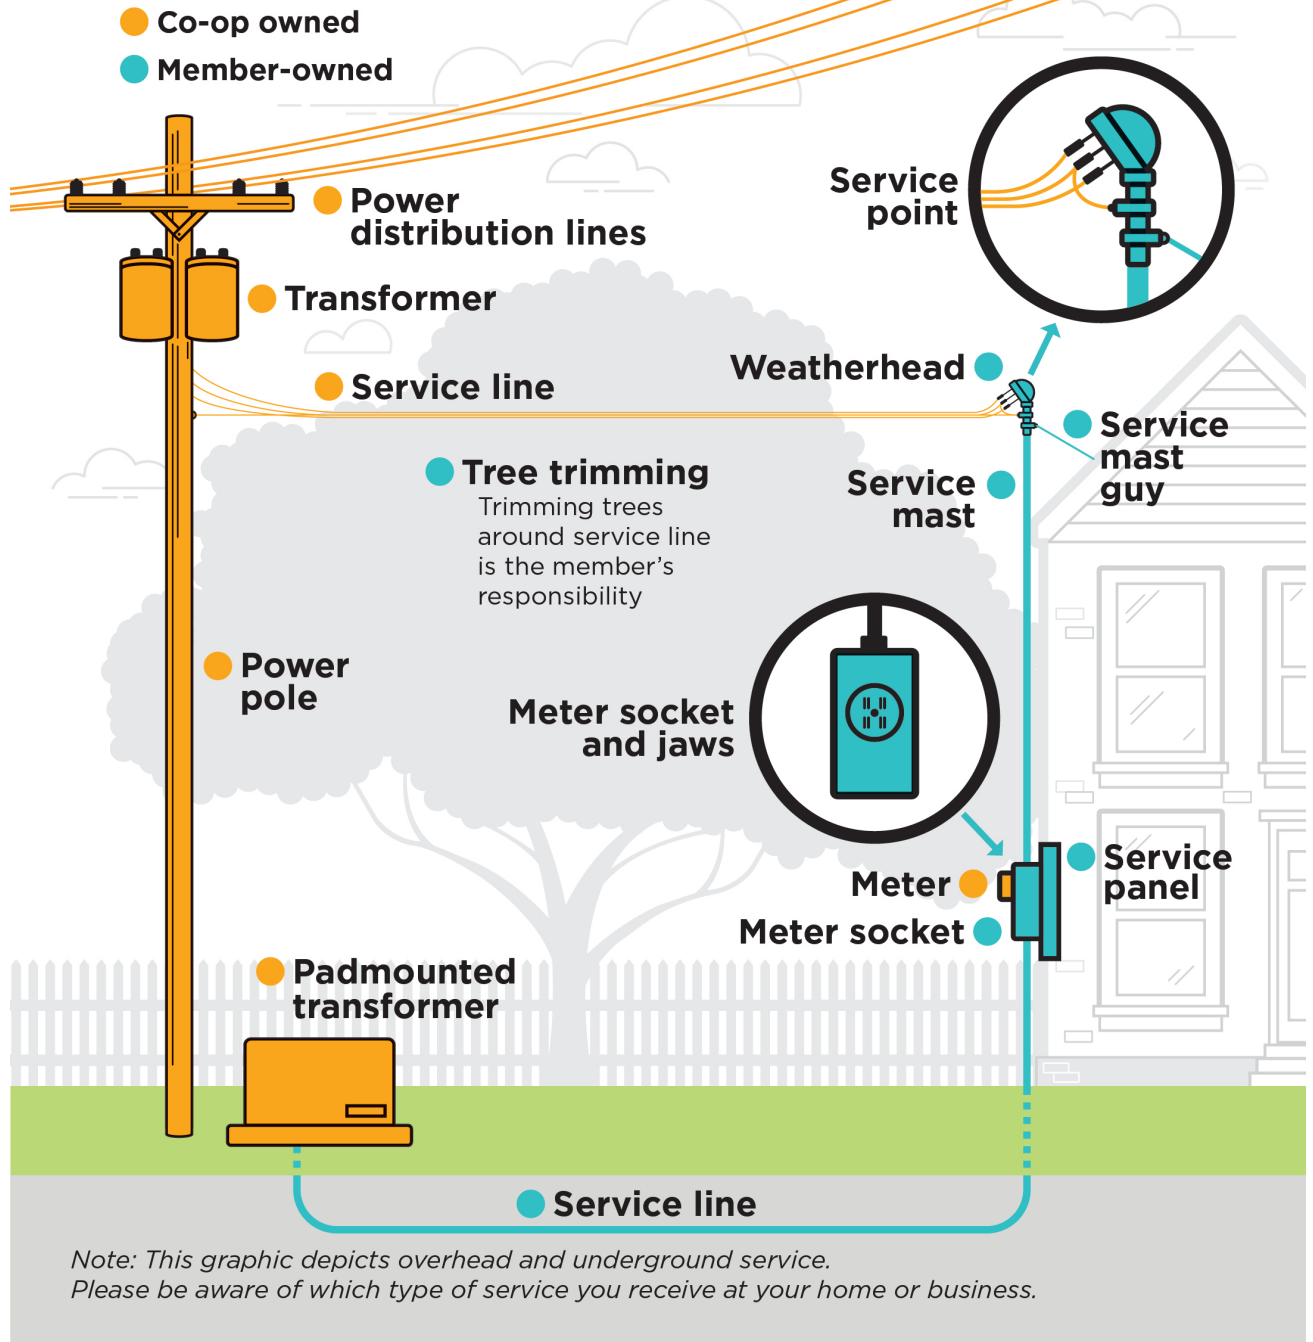 Co-op owned
Member-owned
Power
distribution lines
Service
point
Transformer
Weatherhead
Service line
Service
mast
guy
Tree trimming
Trimming trees
around service line
is the member’s
responsibility
Service
mast
Power
pole
Meter socket
and jaws
Service
panel
Meter
Meter socket
Padmounted
transformer
Service line
Note: This graphic depicts overhead and underground service.
Please be aware of which type of service you receive at your home or business.